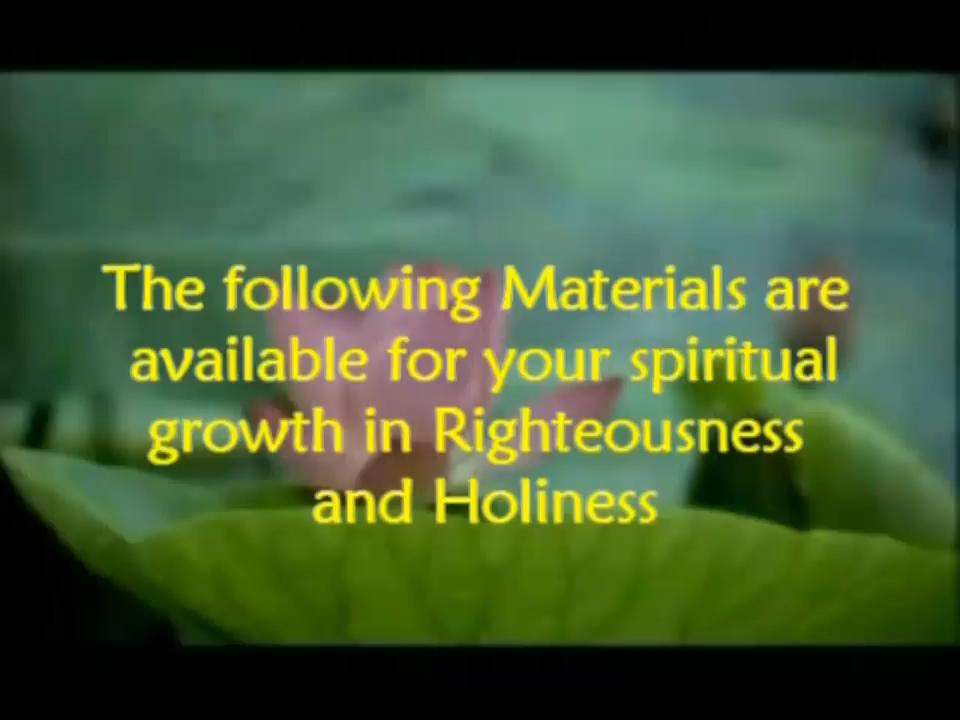 The following Materials are
available for your spiritual
growth in Righteousness
and Holiness